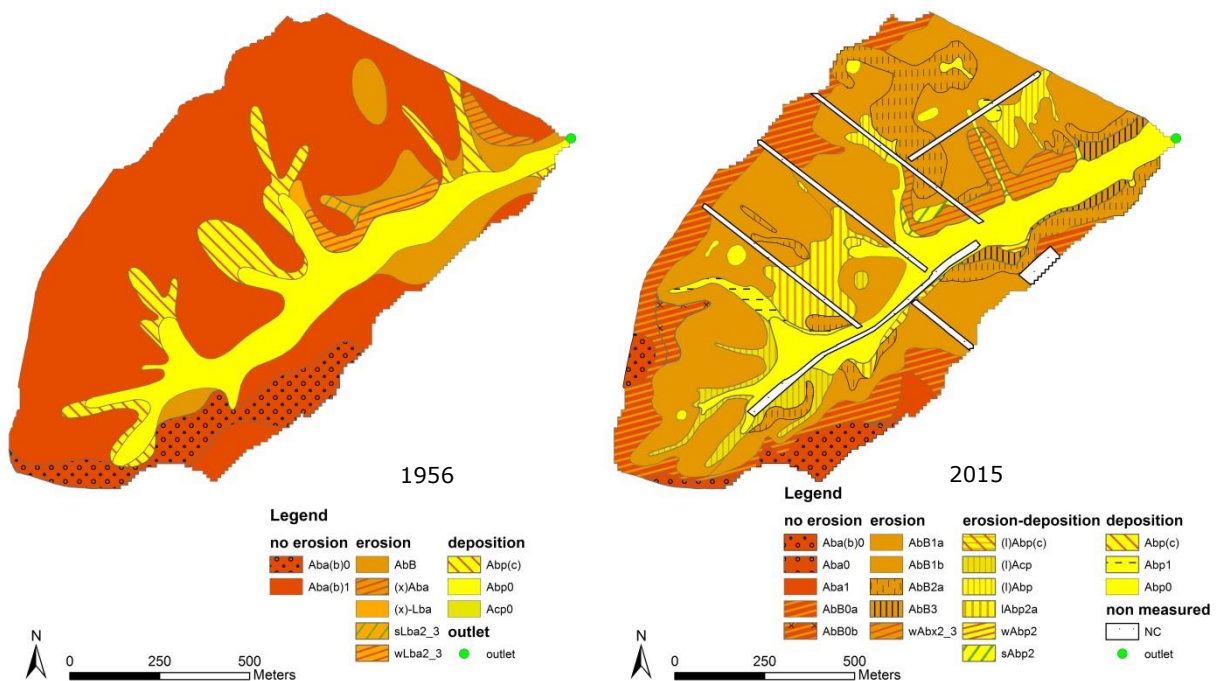 1956
Legend
no erosion
Aba(b)0
Aba(b)1
erosion
AbB
(x)Aba
(x)-Lba
sLba2_3
wLba2_3
deposition
Abp(c)
Abp0
Acp0
outlet
outlet
N
0 250 500
Meters
2015
Legend
no erosion
Aba(b)0
Aba0
Aba1
AbB0a
AbB0b
erosion
AbB1a
AbB1b
AbB2a
AbB3
wAbx2_3
erosion-deposition
(l)Abp(c)
(l)Acp
(l)Abp
lAbp2a
wAbp2
sAbp2
deposition
Abp(c)
Abp1
Abp0
non measured
NC
outlet
N
0 250 500
Meters